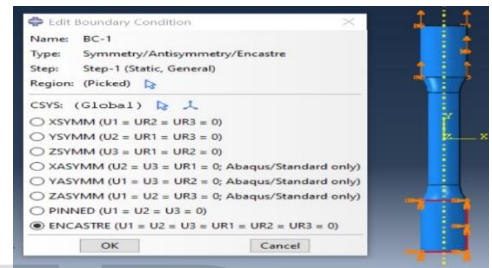 Edit Boundary Condition
Name: BC-1
Type: Symmetry/Antisymmetry/Encastre
Step: Step-1 (Static, General)
Region: (Picked)
CSYS: (Global)
XSYMM (U1 = UR2 = UR3 = 0)
YSYMM (U2 = UR1 = UR3 = 0)
ZSYMM (U3 = UR1 = UR2 = 0)
XASYMM (U2 = U3 = UR1 = 0; Abaqus/Standard only)
YASYMM (U1 = U3 = UR2 = 0; Abaqus/Standard only)
ZASYMM (U1 = U2 = UR3 = 0; Abaqus/Standard only)
PINNED (U1 = U2 = U3 = 0)
ENCASTRE (U1 = U2 = U3 = UR1 = UR2 = UR3 = 0)
OK Cancel
Y
Z X